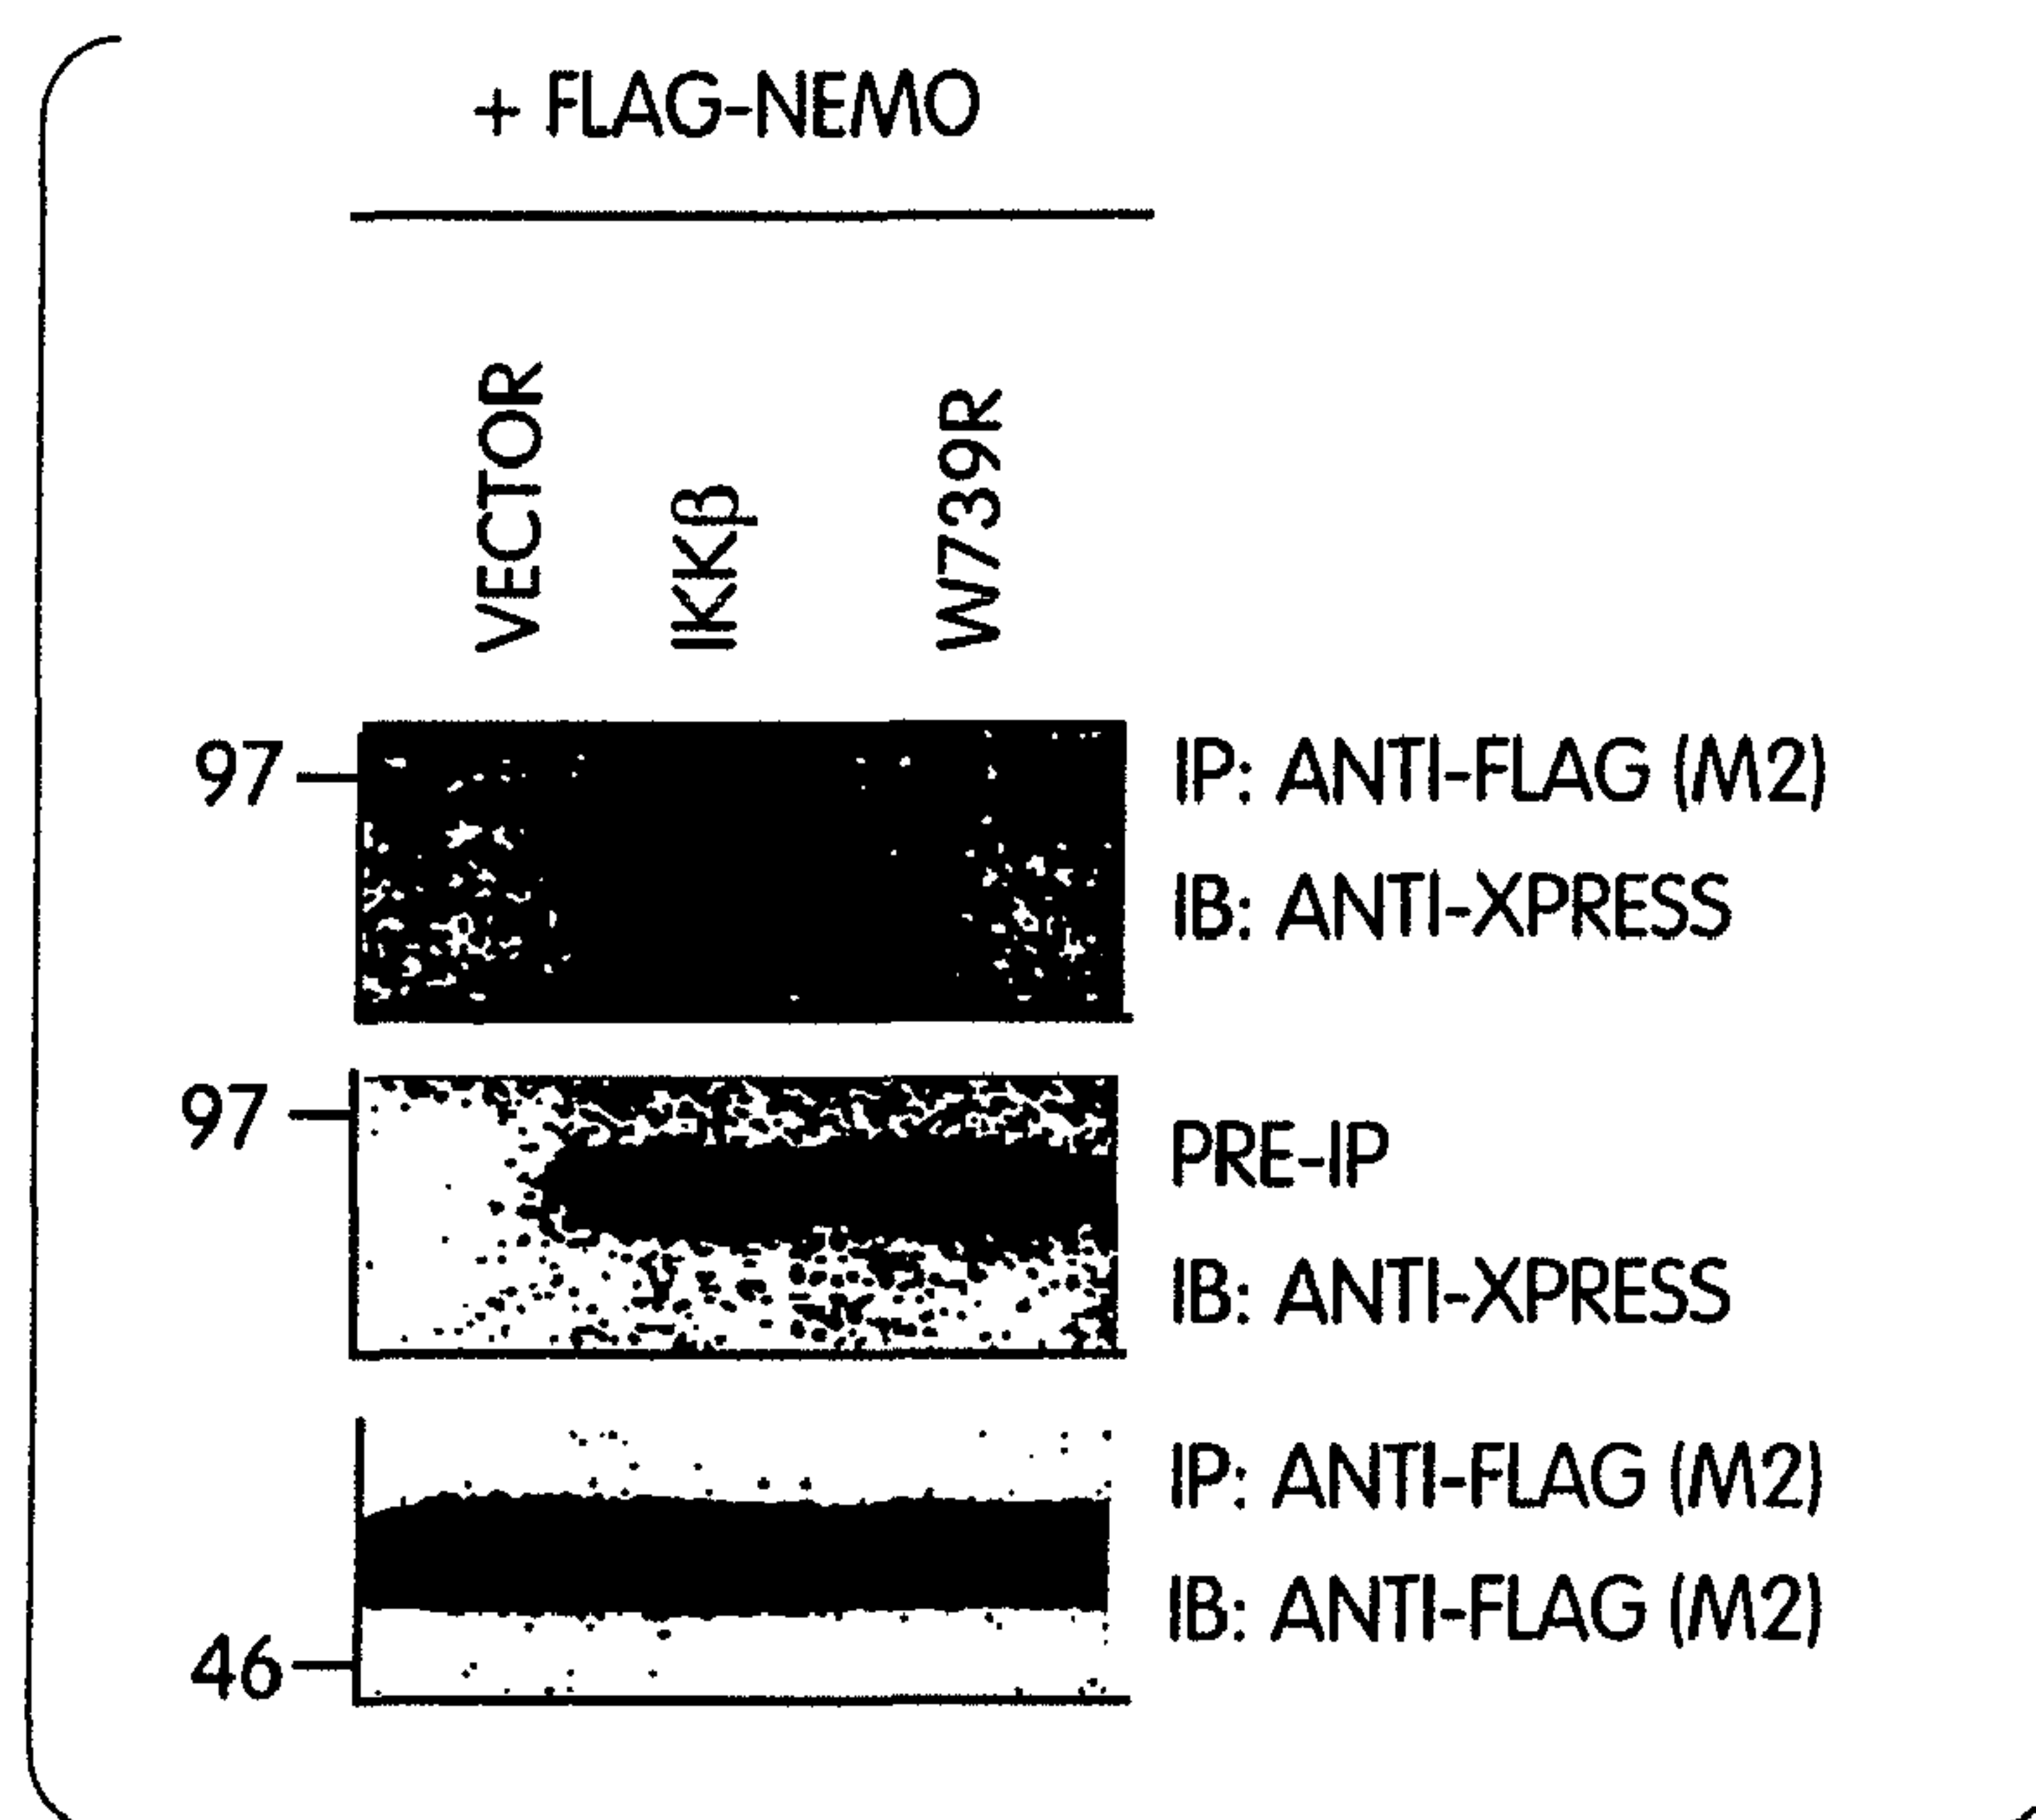 + FLAG-NEMO
VECTOR
IKKβ
W739R
97
IP: ANTI-FLAG (M2)
IB: ANTI-XPRESS
97
PRE-IP
IB: ANTI-XPRESS
IP: ANTI-FLAG (M2)
IB: ANTI-FLAG (M2)
46